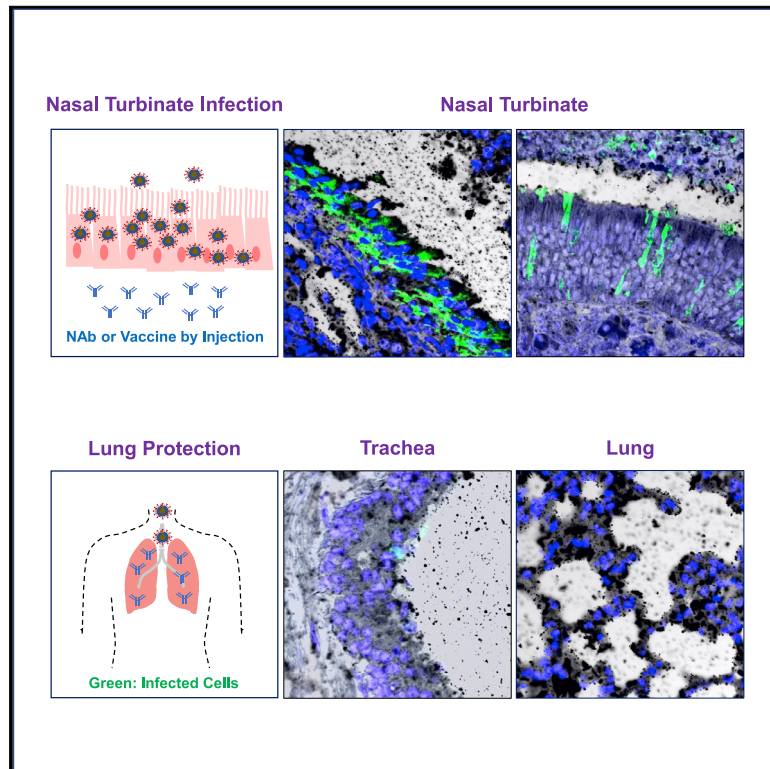 Nasal Turbinate Infection
Nasal Turbinate
NAb or Vaccine by Injection
Lung Protection
Trachea
Lung
Green: Infected Cells